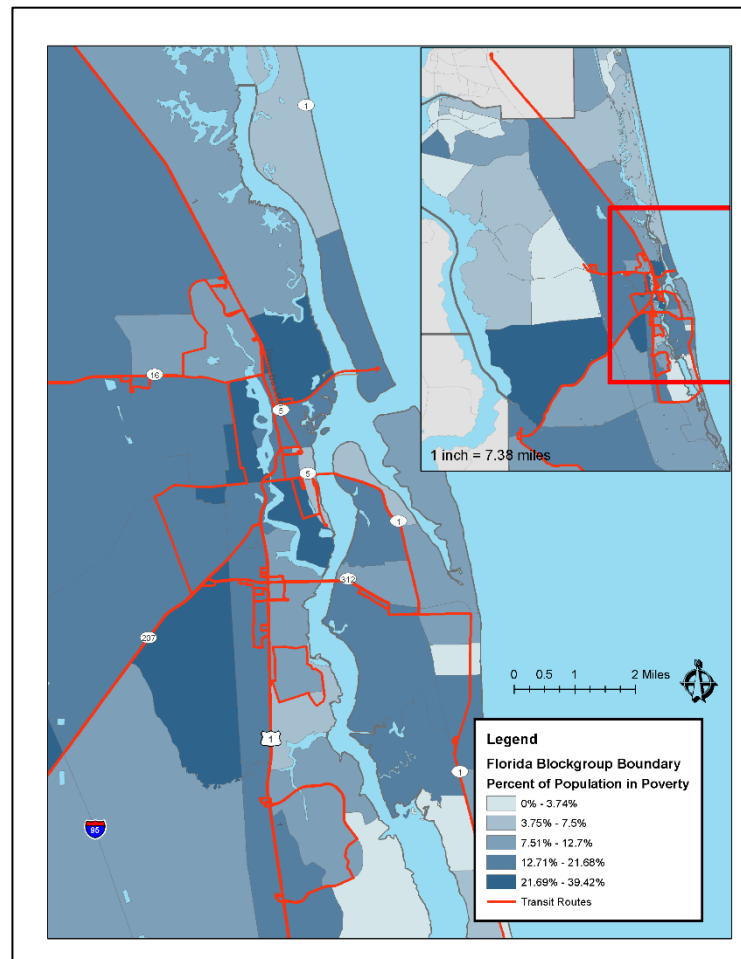 1
1 inch = 7.38 miles
16
5
5
1
312
207
0 0.5 1 2 Miles
1
1
95
Legend
Florida Blockgroup Boundary
Percent of Population in Poverty
0% - 3.74%
3.75% - 7.5%
7.51% - 12.7%
12.71% - 21.68%
21.69% - 39.42%
Transit Routes